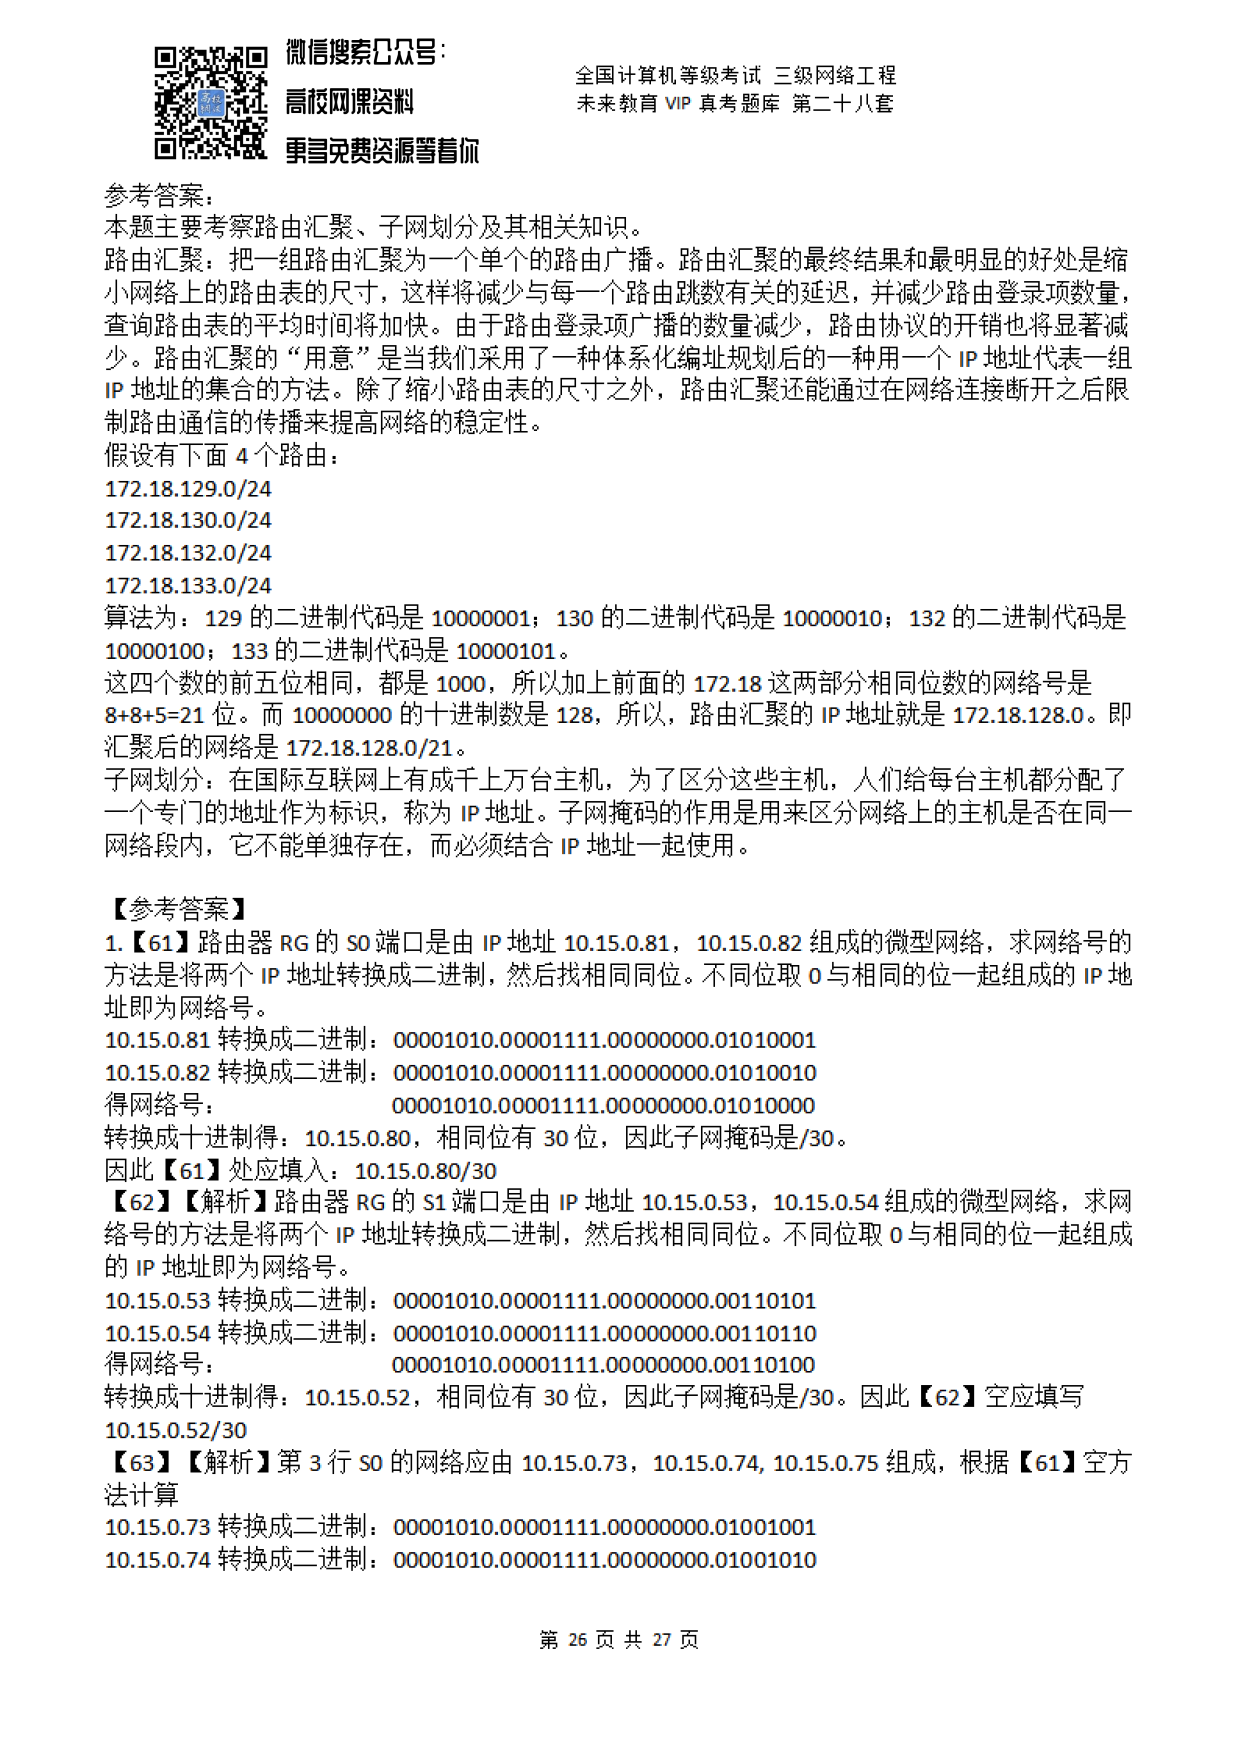 微信搜索公众号:
高校网课资料
更多免费资源等着你
全国计算机等级考试 三级网络工程
未来教育 VIP 真考题库 第二十八套
参考答案：
本题主要考察路由汇聚、子网划分及其相关知识。
路由汇聚：把一组路由汇聚为一个单个的路由广播。路由汇聚的最终结果和最明显的好处是缩
小网络上的路由表的尺寸，这样将减少与每一个路由跳数有关的延迟，并减少路由登录项数量，
查询路由表的平均时间将加快。由于路由登录项广播的数量减少，路由协议的开销也将显著减
少。路由汇聚的“用意”是当我们采用了一种体系化编址规划后的一种用一个 IP 地址代表一组
IP 地址的集合的方法。除了缩小路由表的尺寸之外，路由汇聚还能通过在网络连接断开之后限
制路由通信的传播来提高网络的稳定性。
假设有下面 4 个路由：
172.18.129.0/24
172.18.130.0/24
172.18.132.0/24
172.18.133.0/24
算法为：129 的二进制代码是 10000001；130 的二进制代码是 10000010；132 的二进制代码是
10000100；133 的二进制代码是 10000101。
这四个数的前五位相同，都是 1000，所以加上前面的 172.18 这两部分相同位数的网络号是
8+8+5=21 位。而 10000000 的十进制数是 128，所以，路由汇聚的 IP 地址就是 172.18.128.0。即
汇聚后的网络是 172.18.128.0/21。
子网划分：在国际互联网上有成千上万台主机，为了区分这些主机，人们给每台主机都分配了
一个专门的地址作为标识，称为 IP 地址。子网掩码的作用是用来区分网络上的主机是否在同一
网络段内，它不能单独存在，而必须结合 IP 地址一起使用。
【参考答案】
1.【61】路由器 RG 的 S0 端口是由 IP 地址 10.15.0.81，10.15.0.82 组成的微型网络，求网络号的
方法是将两个 IP 地址转换成二进制，然后找相同同位。不同位取 0 与相同的位一起组成的 IP 地
址即为网络号。
10.15.0.81 转换成二进制：00001010.00001111.00000000.01010001
10.15.0.82 转换成二进制：00001010.00001111.00000000.01010010
得网络号： 00001010.00001111.00000000.01010000
转换成十进制得：10.15.0.80，相同位有 30 位，因此子网掩码是/30。
因此【61】处应填入：10.15.0.80/30
【62】【解析】路由器 RG 的 S1 端口是由 IP 地址 10.15.0.53，10.15.0.54 组成的微型网络，求网
络号的方法是将两个 IP 地址转换成二进制，然后找相同同位。不同位取 0 与相同的位一起组成
的 IP 地址即为网络号。
10.15.0.53 转换成二进制：00001010.00001111.00000000.00110101
10.15.0.54 转换成二进制：00001010.00001111.00000000.00110110
得网络号： 00001010.00001111.00000000.00110100
转换成十进制得：10.15.0.52，相同位有 30 位，因此子网掩码是/30。因此【62】空应填写
10.15.0.52/30
【63】【解析】第 3 行 S0 的网络应由 10.15.0.73，10.15.0.74, 10.15.0.75 组成，根据【61】空方
法计算
10.15.0.73 转换成二进制：00001010.00001111.00000000.01001001
10.15.0.74 转换成二进制：00001010.00001111.00000000.01001010
第 26 页 共 27 页